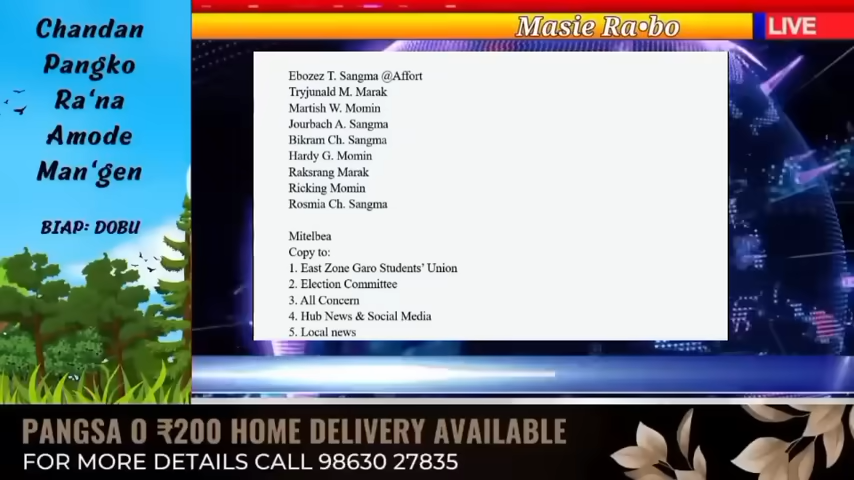 Chandan
Pangko
Ra‘na
Amode
Man‘gen
BIAP: DOBU
Masie Ra•bo
LIVE
Ebozez T. Sangma @Affort
Tryjunald M. Marak
Martish W. Momin
Jourbach A. Sangma
Bikram Ch. Sangma
Hardy G. Momin
Raksrang Marak
Ricking Momin
Rosmia Ch. Sangma
Mitelbea
Copy to:
1. East Zone Garo Students’ Union
2. Election Committee
3. All Concern
4. Hub News & Social Media
5. Local news
PANGSA O ₹200 HOME DELIVERY AVAILABLE
FOR MORE DETAILS CALL 98630 27835